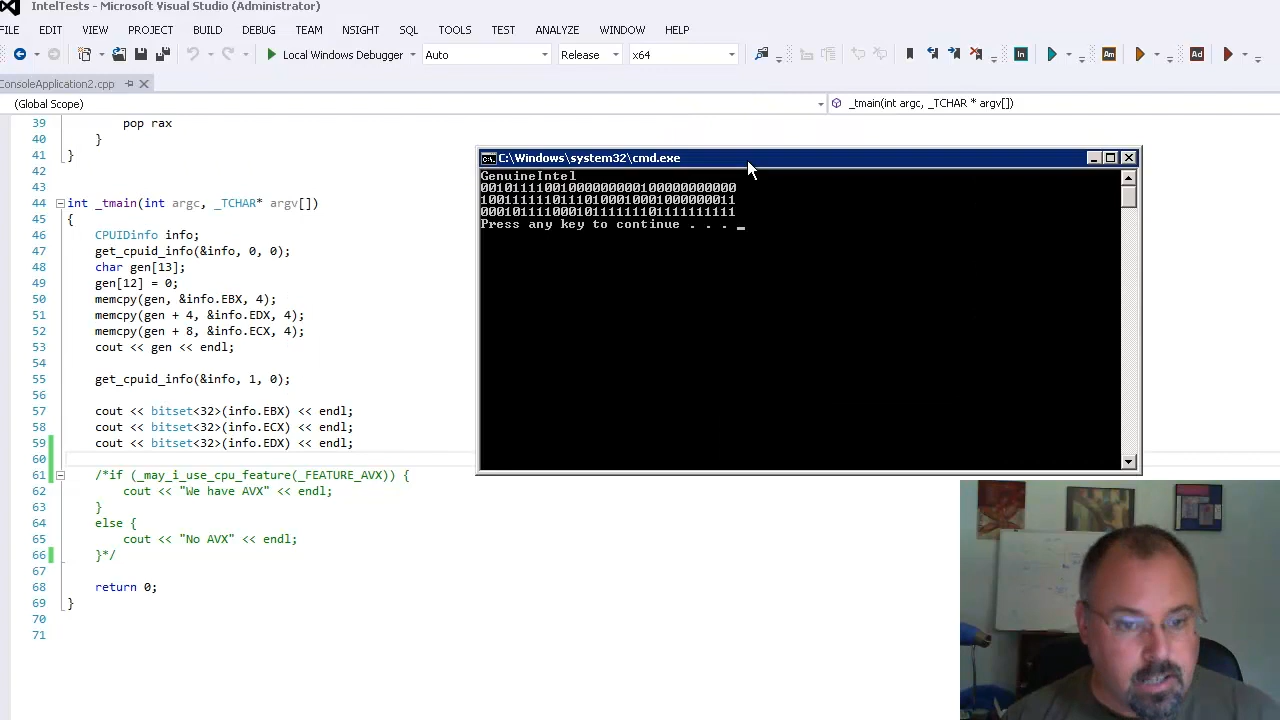 IntelTests - Microsoft Visual Studio (Administrator)
FILE EDIT VIEW PROJECT BUILD DEBUG TEAM NSIGHT SQL TOOLS TEST ANALYZE WINDOW HELP
Local Windows Debugger Auto Release x64 In Am Ad
ConsoleApplication2.cpp
(Global Scope) _tmain(int argc, _TCHAR * argv[])
39 pop rax
40 }
41 }
42
43
44 int _tmain(int argc, _TCHAR* argv[])
45 {
46 CPUIDinfo info;
47 get_cpuid_info(&info, 0, 0);
48 char gen[13];
49 gen[12] = 0;
50 memcpy(gen, &info.EBX, 4);
51 memcpy(gen + 4, &info.EDX, 4);
52 memcpy(gen + 8, &info.ECX, 4);
53 cout << gen << endl;
54
55 get_cpuid_info(&info, 1, 0);
56
57 cout << bitset<32>(info.EBX) << endl;
58 cout << bitset<32>(info.ECX) << endl;
59 cout << bitset<32>(info.EDX) << endl;
60
61 /*if (_may_i_use_cpu_feature(_FEATURE_AVX)) {
62 cout << "We have AVX" << endl;
63 }
64 else {
65 cout << "No AVX" << endl;
66 }*/
67
68 return 0;
69 }
70
71
C:\Windows\system32\cmd.exe
GenuineIntel
00101111001000000000100000000000
10011111101110100010001000000011
00010111100010111111101111111111
Press any key to continue . . . _